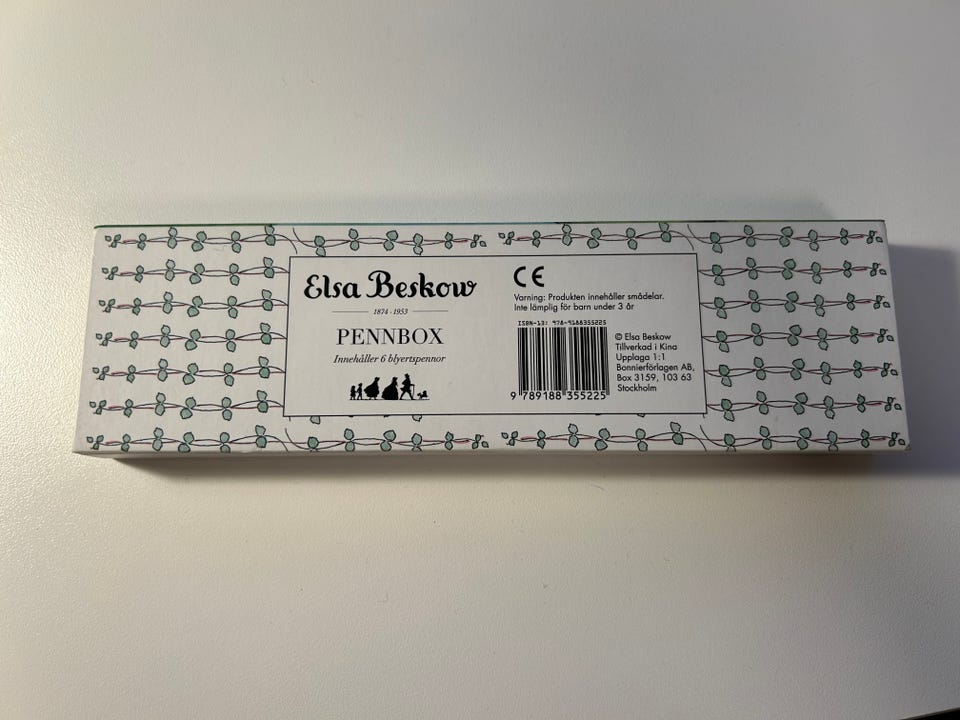 Elsa Beskow
1874 - 1953
PENNBOX
Innehåller 6 blyertspennor
CE
Varning: Produkten innehåller smådelar.
Inte lämplig för barn under 3 år
ISBN-13: 978-9188355225
9 789188 355225
© Elsa Beskow
Tillverkad i Kina
Upplaga 1:1
Bonnierförlagen AB,
Box 3159, 103 63
Stockholm